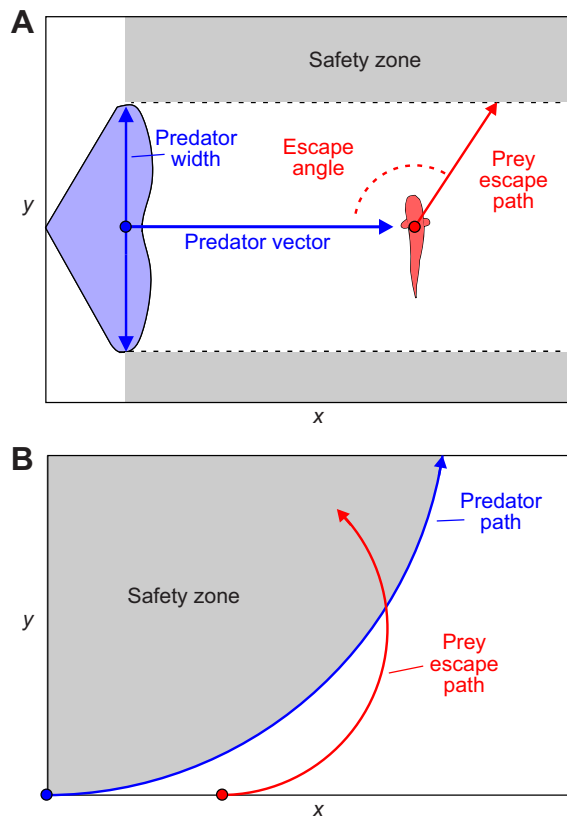 A
Safety zone
Predator
width
Escape
angle
Prey
escape
path
y
Predator vector
x
B
Predator
path
Safety zone
y
Prey
escape
path
x